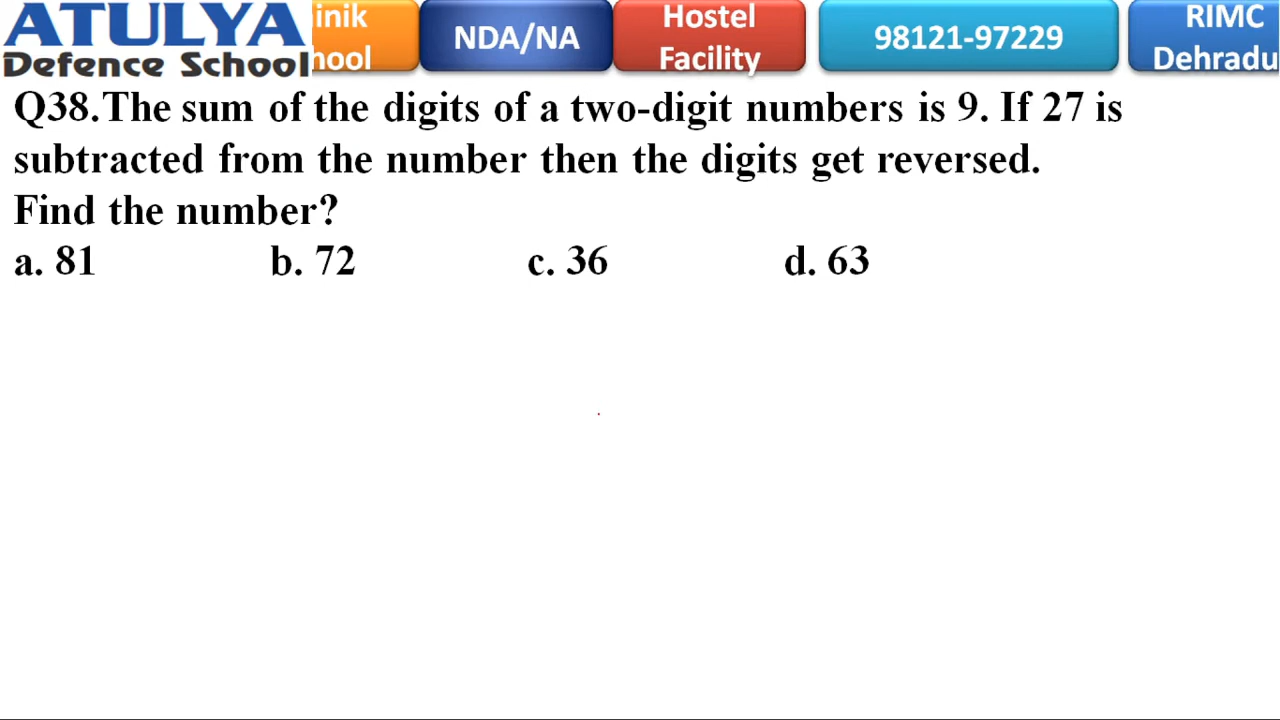 ATULYA
Defence School
inik
hool
NDA/NA
Hostel
Facility
98121-97229
RIMC
Dehradu
Q38.The sum of the digits of a two-digit numbers is 9. If 27 is
subtracted from the number then the digits get reversed.
Find the number?
a. 81 b. 72 c. 36 d. 63